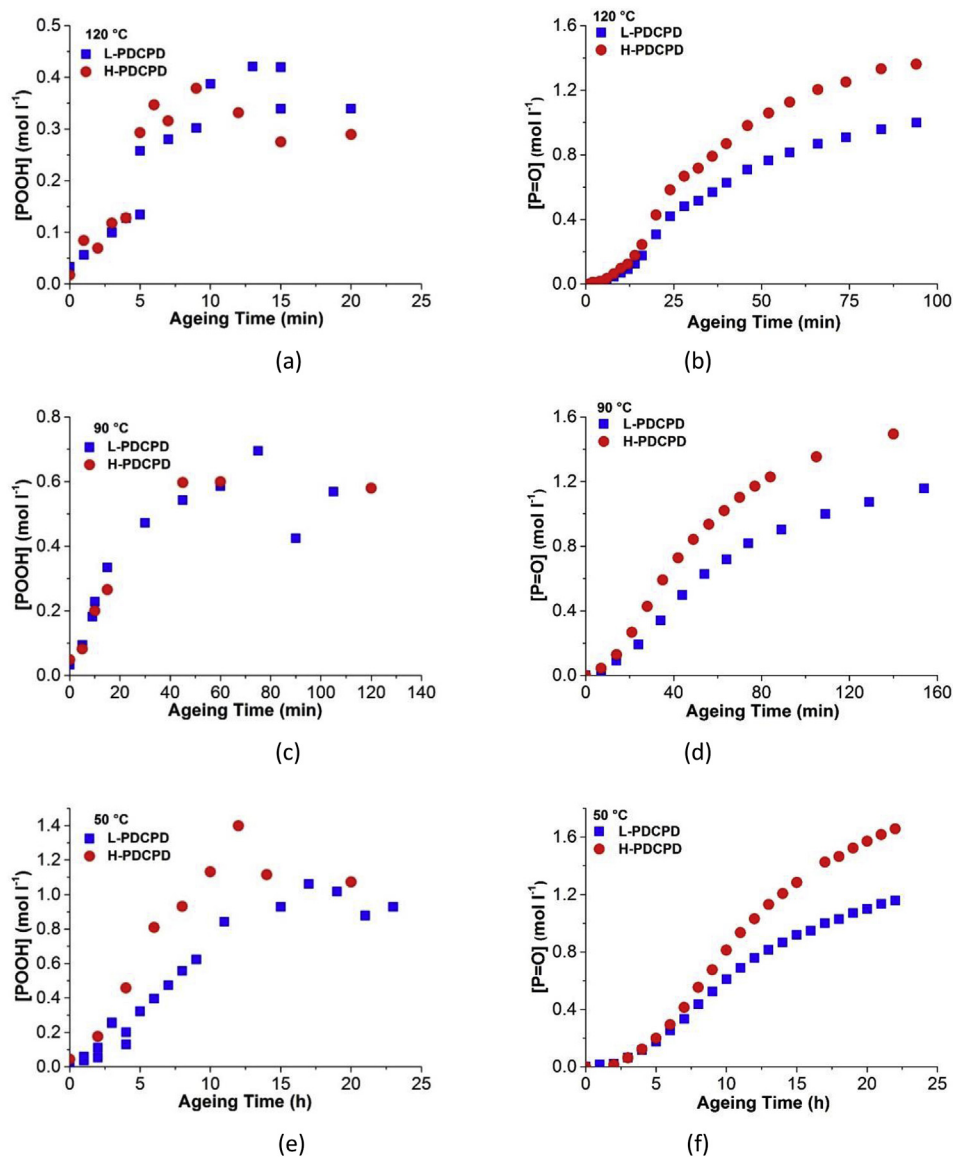 120 °C
L-PDCPD
H-PDCPD
[POOH] (mol l⁻¹)
0.5
0.4
0.3
0.2
0.1
0.0
0 5 10 15 20 25
Ageing Time (min)
(a)
120 °C
L-PDCPD
H-PDCPD
[P=O] (mol l⁻¹)
1.6
1.2
0.8
0.4
0.0
0 25 50 75 100
Ageing Time (min)
(b)
90 °C
L-PDCPD
H-PDCPD
[POOH] (mol l⁻¹)
0.8
0.6
0.4
0.2
0.0
0 20 40 60 80 100 120 140
Ageing Time (min)
(c)
90 °C
L-PDCPD
H-PDCPD
[P=O] (mol l⁻¹)
1.6
1.2
0.8
0.4
0.0
0 40 80 120 160
Ageing Time (min)
(d)
50 °C
L-PDCPD
H-PDCPD
[POOH] (mol l⁻¹)
1.4
1.2
1.0
0.8
0.6
0.4
0.2
0.0
0 5 10 15 20 25
Ageing Time (h)
(e)
50 °C
L-PDCPD
H-PDCPD
[P=O] (mol l⁻¹)
1.6
1.2
0.8
0.4
0.0
0 5 10 15 20 25
Ageing Time (h)
(f)